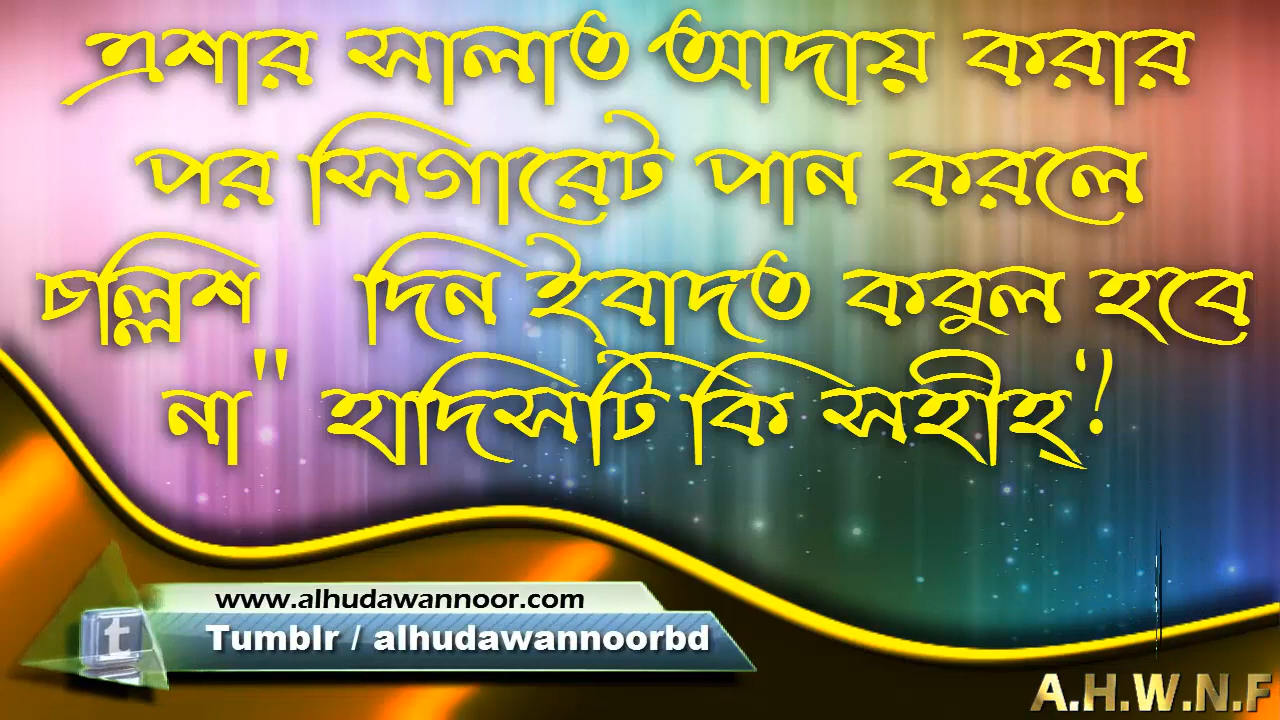 এশার সালাত আদায় করার
পর সিগারেট পান করলে
চল্লিশ দিন ইবাদত কবুল হবে
না" হাদিসটি কি সহীহ্?
www.alhudawannoor.com
t
Tumblr / alhudawannoorbd
A.H.W.N.F